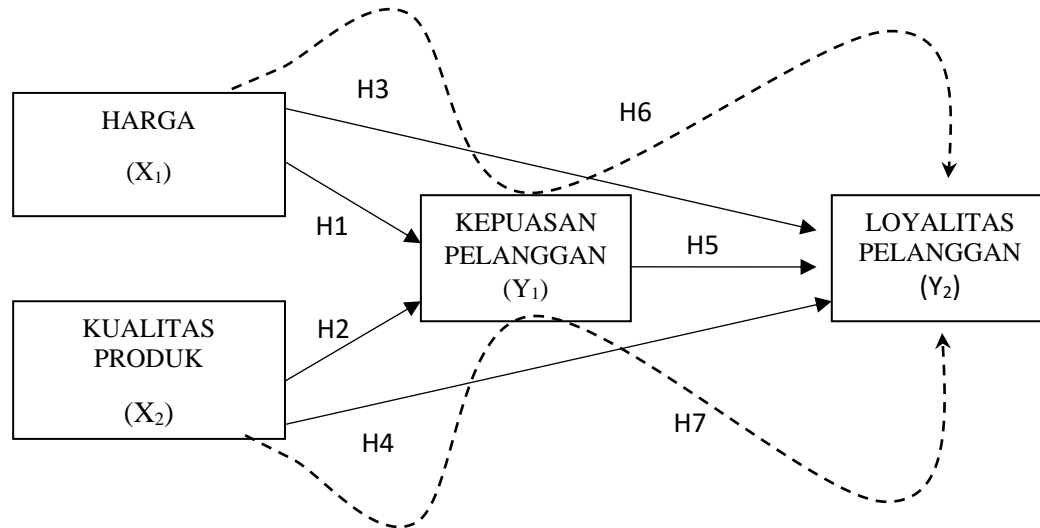 H3
H6
HARGA
(X₁)
H1
KEPUASAN
PELANGGAN
(Y₁)
H5
LOYALITAS
PELANGGAN
(Y₂)
H2
KUALITAS
PRODUK
(X₂)
H4
H7